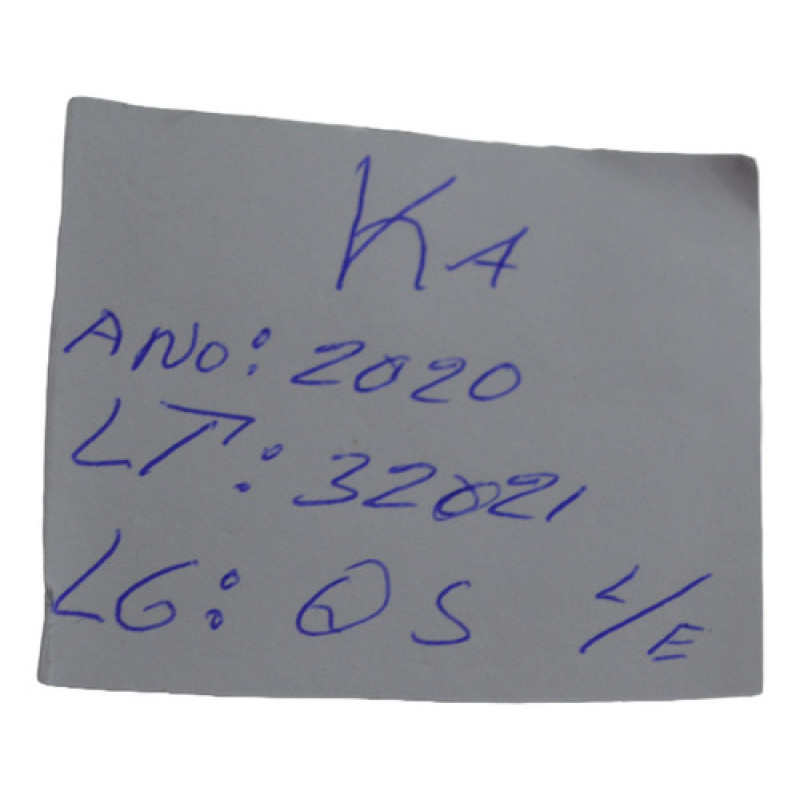 KA
ANO: 2020
LT: 32021
LG: QS L/E